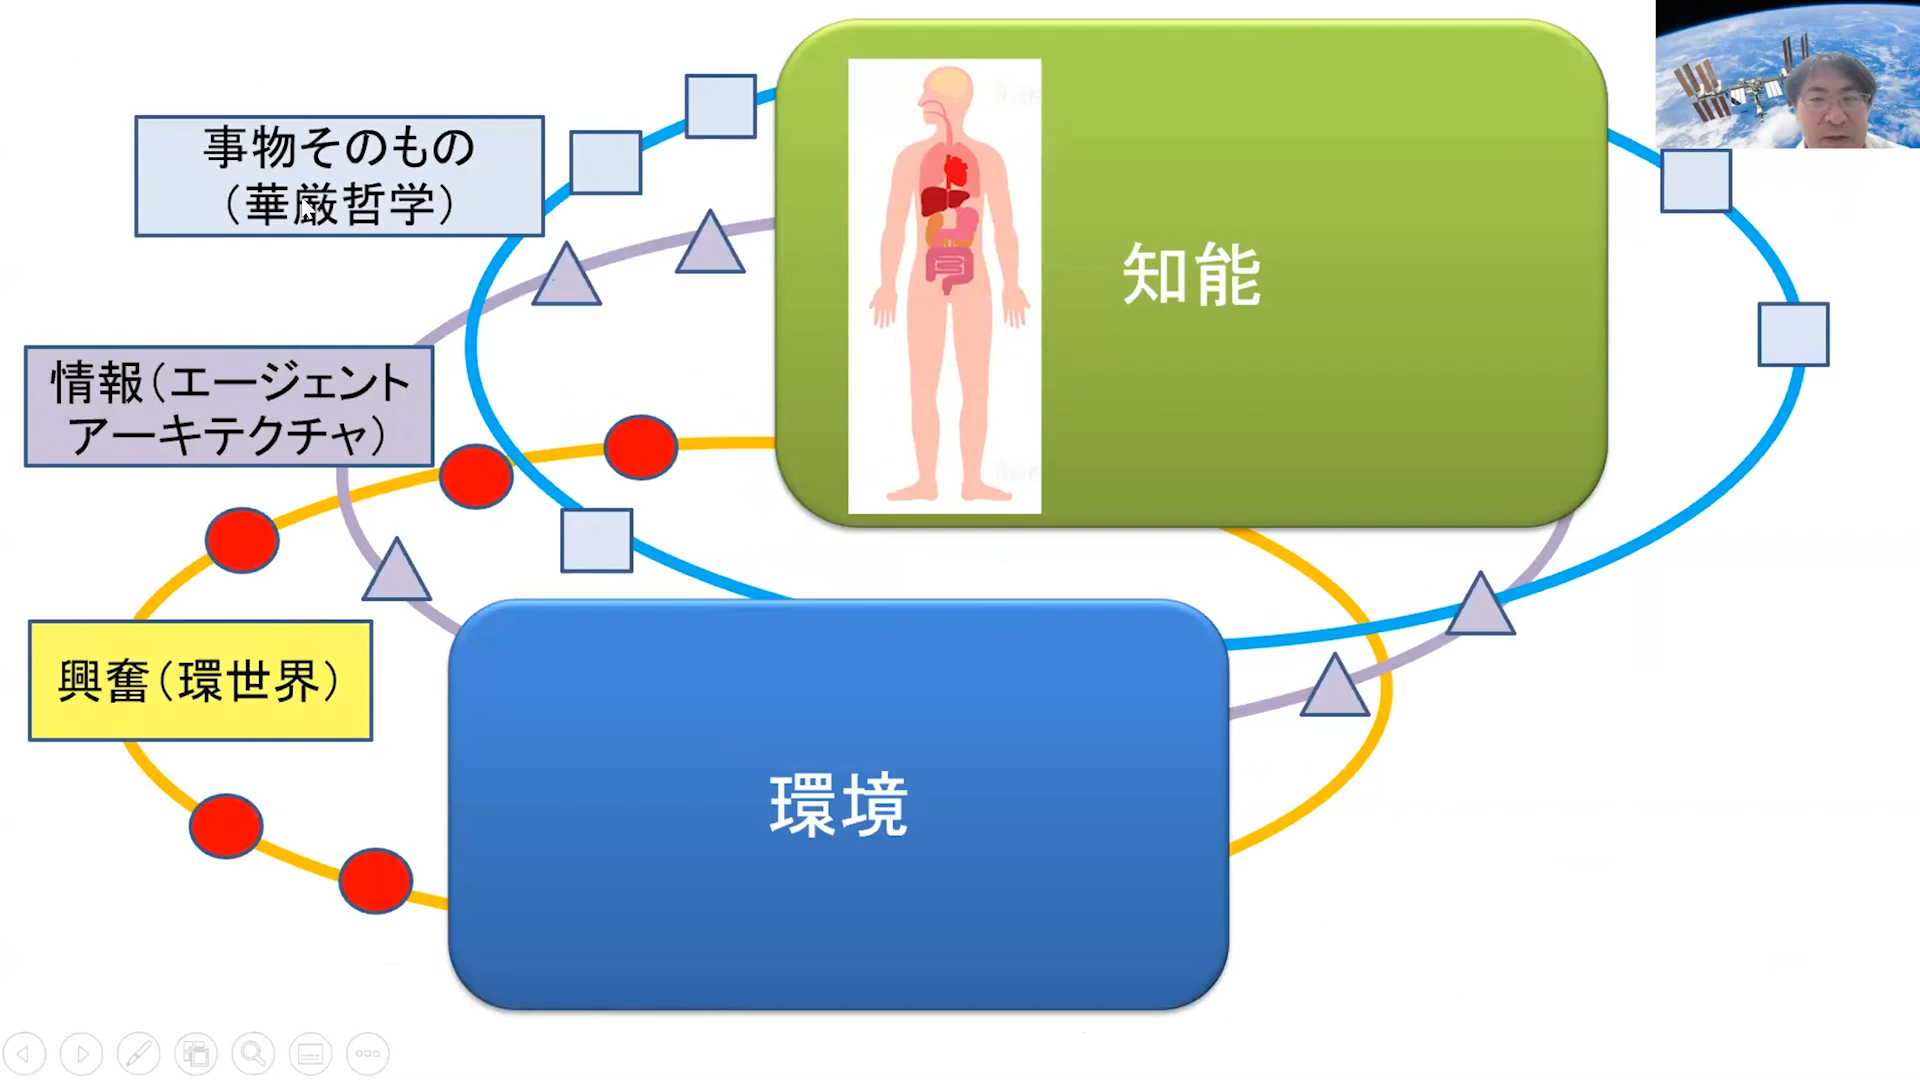 事物そのもの
（華厳哲学）
知能
情報（エージェント
アーキテクチャ）
興奮（環世界）
環境